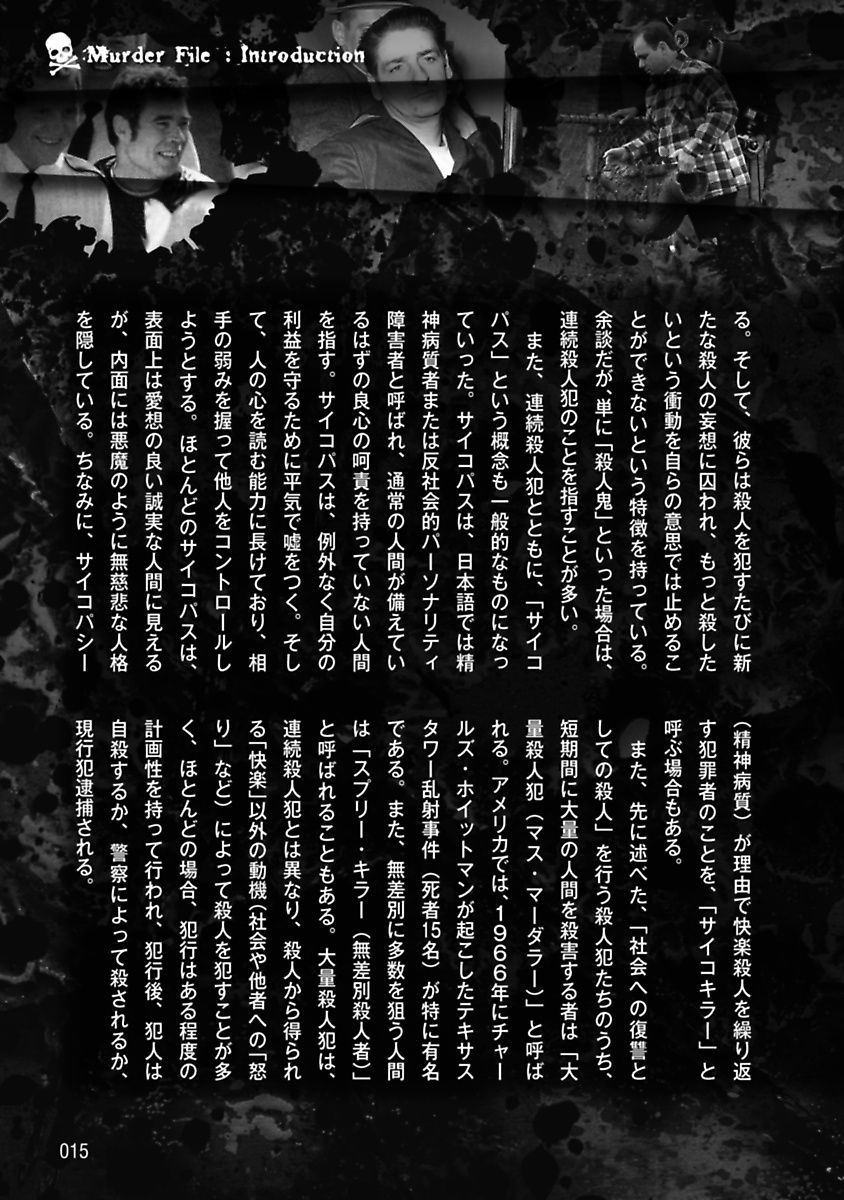 Murder File : Introduction
る。そして、彼らは殺人を犯すたびに新
たな殺人の妄想に囚われ、もっと殺した
いという衝動を自らの意思では止めるこ
とができないという特徴を持っている。
余談だが、単に「殺人鬼」といった場合は、
連続殺人犯のことを指すことが多い。
また、連続殺人犯とともに、「サイコ
パス」という概念も一般的なものになっ
ていった。サイコパスは、日本語では精
神病質者または反社会的パーソナリティ
障害者と呼ばれ、通常の人間が備えてい
るはずの良心の呵責を持っていない人間
を指す。サイコパスは、例外なく自分の
利益を守るために平気で嘘をつく。そし
て、人の心を読む能力に長けており、相
手の弱みを握って他人をコントロールし
ようとする。ほとんどのサイコパスは、
表面上は愛想の良い誠実な人間に見える
が、内面には悪魔のように無慈悲な人格
を隠している。ちなみに、サイコパシー
（精神病質）が理由で快楽殺人を繰り返
す犯罪者のことを、「サイコキラー」と
呼ぶ場合もある。
また、先に述べた、「社会への復讐と
しての殺人」を行う殺人犯たちのうち、
短期間に大量の人間を殺害する者は「大
量殺人犯（マス・マーダラー）」と呼ば
れる。アメリカでは、1966年にチャー
ルズ・ホイットマンが起こしたテキサス
タワー乱射事件（死者15名）が特に有名
である。また、無差別に多数を狙う人間
は「スプリー・キラー（無差別殺人者）」
と呼ばれることもある。大量殺人犯は、
連続殺人犯とは異なり、殺人から得られ
る「快楽」以外の動機（社会や他者への「怒
り」など）によって殺人を犯すことが多
く、ほとんどの場合、犯行はある程度の
計画性を持って行われ、犯行後、犯人は
自殺するか、警察によって殺されるか、
現行犯逮捕される。
015